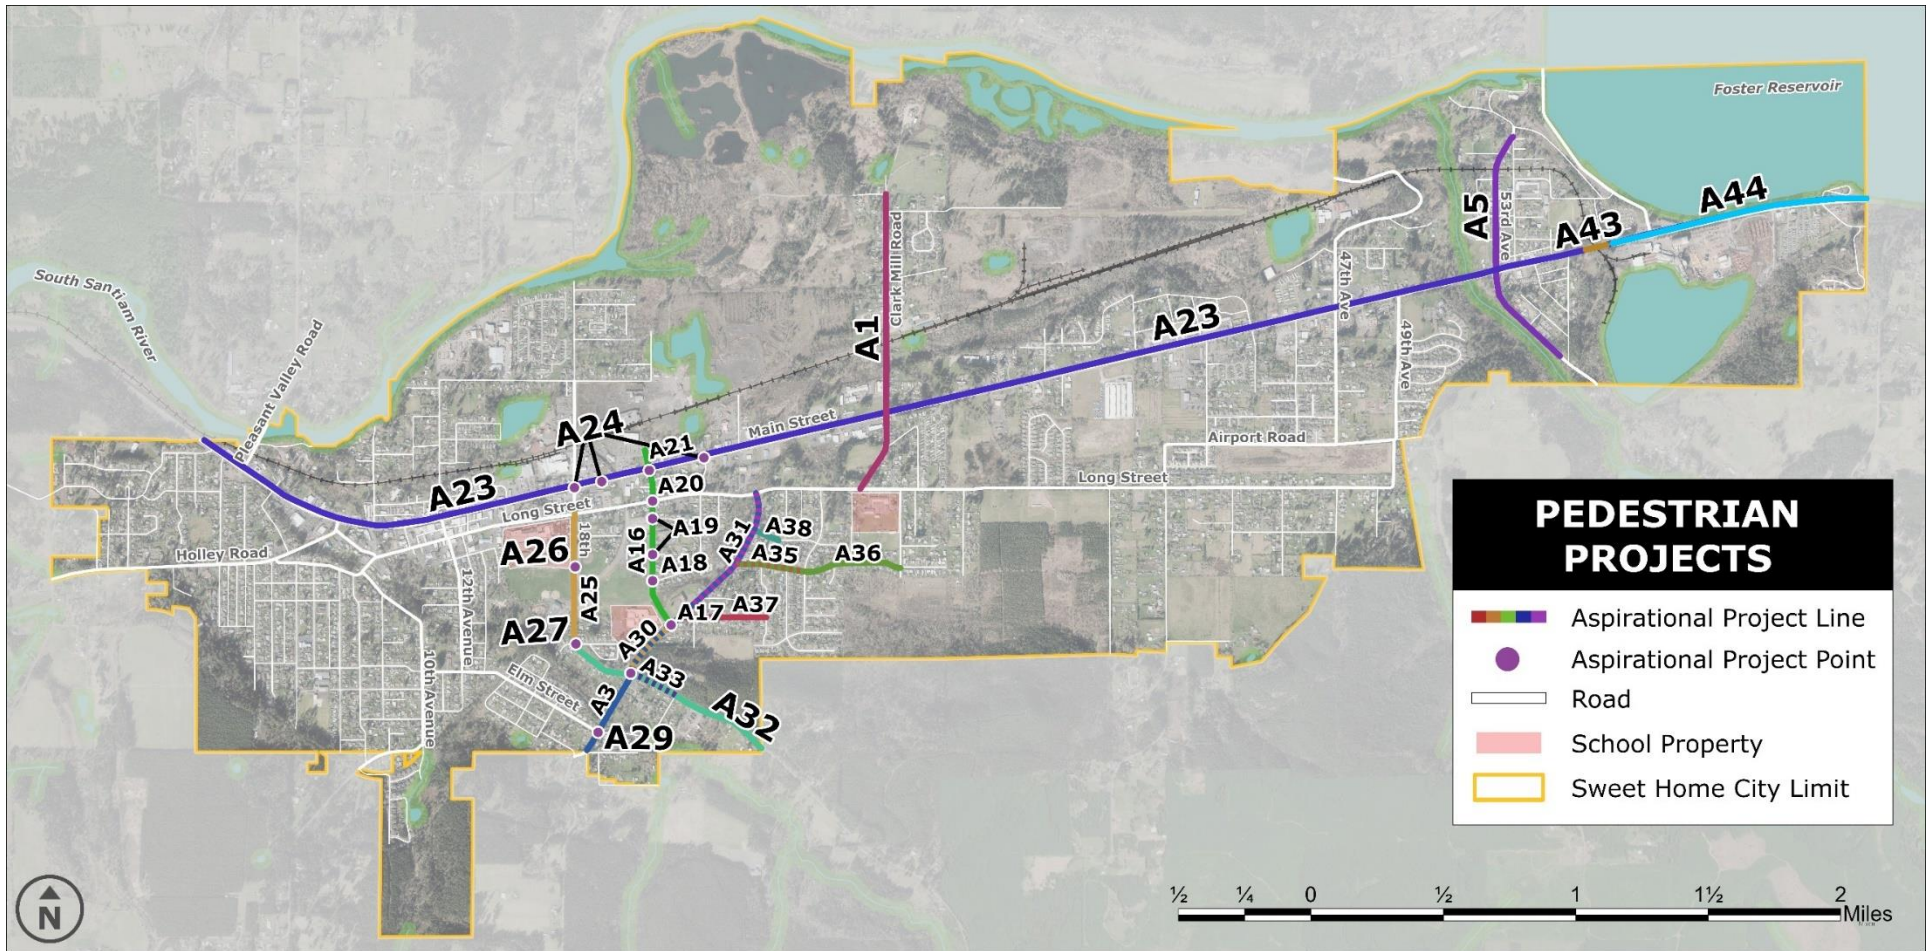 Foster Reservoir
A44
A5
53rd Ave
A43
South Santiam River
Pleasant Valley Road
A1
Clark Mill Road
47th Ave
A23
49th Ave
A24
A21
Main Street
Airport Road
A23
Long Street
A20
Long Street
Holley Road
18th
A16
A19
A31
A38
A26
A18
A35
A36
12th Avenue
A25
A17
A37
A27
A30
10th Avenue
Elm Street
A3
A33
A32
A29
PEDESTRIAN
PROJECTS
Aspirational Project Line
Aspirational Project Point
Road
School Property
Sweet Home City Limit
N
½ ¼ 0 ½ 1 1½ 2
Miles